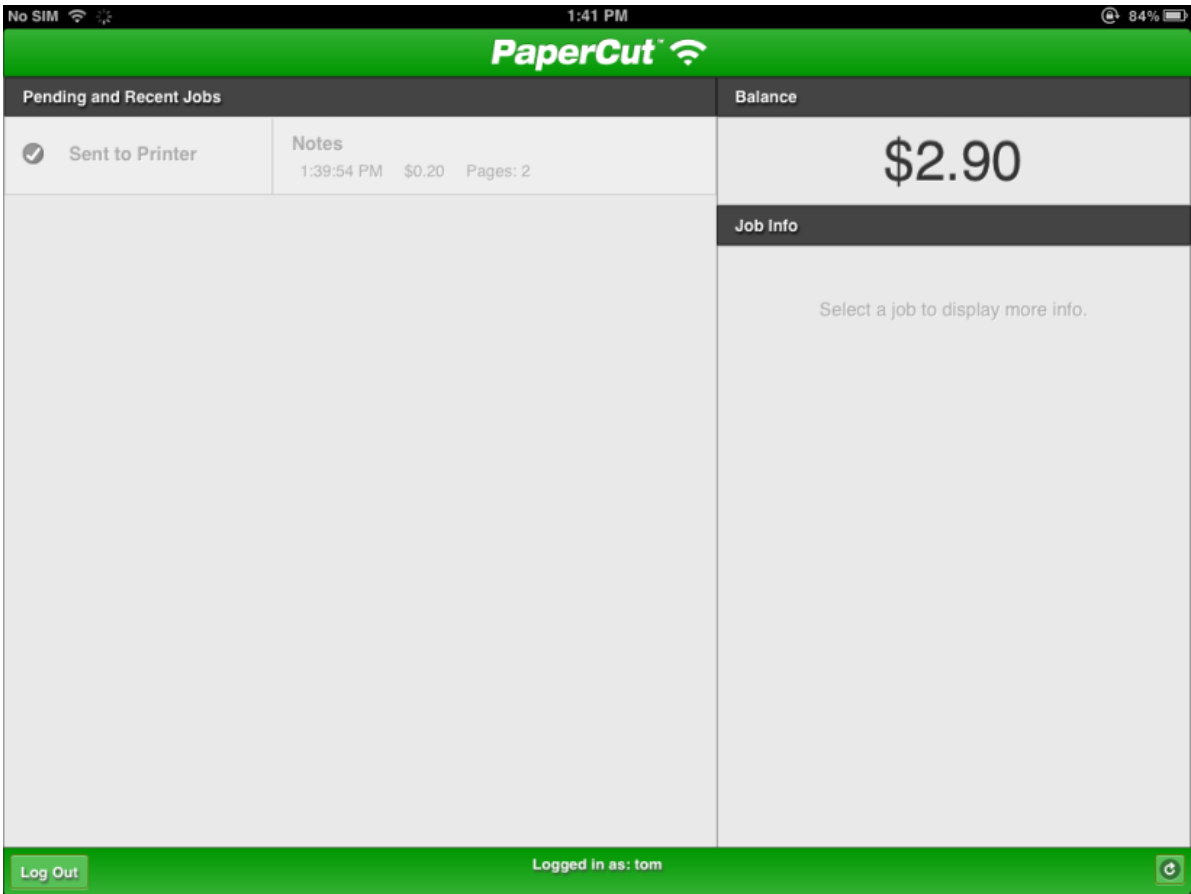 No SIM 1:41 PM 84%
PaperCut™
Pending and Recent Jobs
Sent to Printer
Notes
1:39:54 PM $0.20 Pages: 2
Balance
$2.90
Job Info
Select a job to display more info.
Log Out
Logged in as: tom